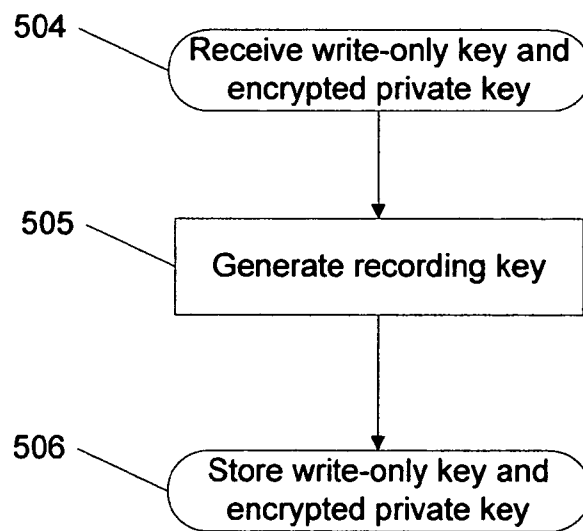 504
Receive write-only key and
encrypted private key
505
Generate recording key
506
Store write-only key and
encrypted private key